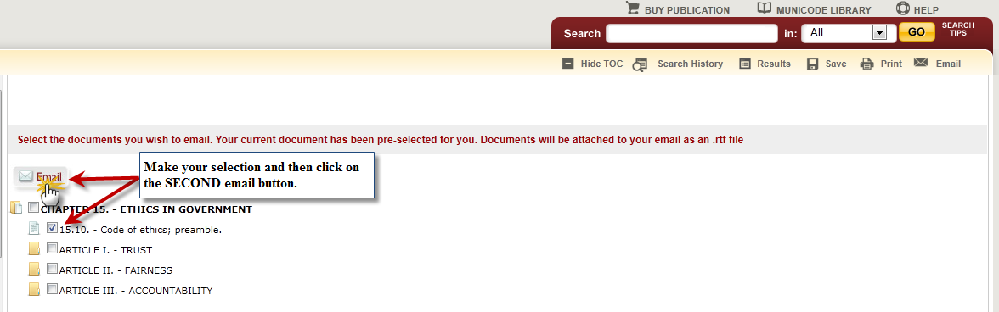 BUY PUBLICATION MUNICODE LIBRARY HELP
Search in: All GO SEARCH TIPS
Hide TOC Search History Results Save Print Email
Select the documents you wish to email. Your current document has been pre-selected for you. Documents will be attached to your email as an .rtf file
Make your selection and then click on
the SECOND email button.
Email
CHAPTER 15. - ETHICS IN GOVERNMENT
15.10. - Code of ethics; preamble.
ARTICLE I. - TRUST
ARTICLE II. - FAIRNESS
ARTICLE III. - ACCOUNTABILITY